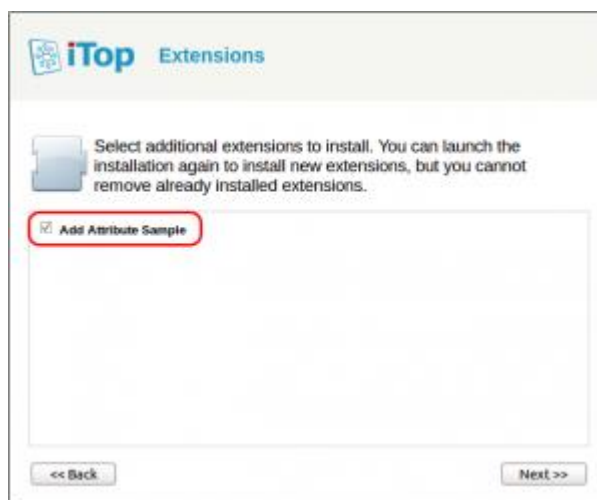 iTop Extensions
Select additional extensions to install. You can launch the
installation again to install new extensions, but you cannot
remove already installed extensions.
Add Attribute Sample
<< Back Next >>